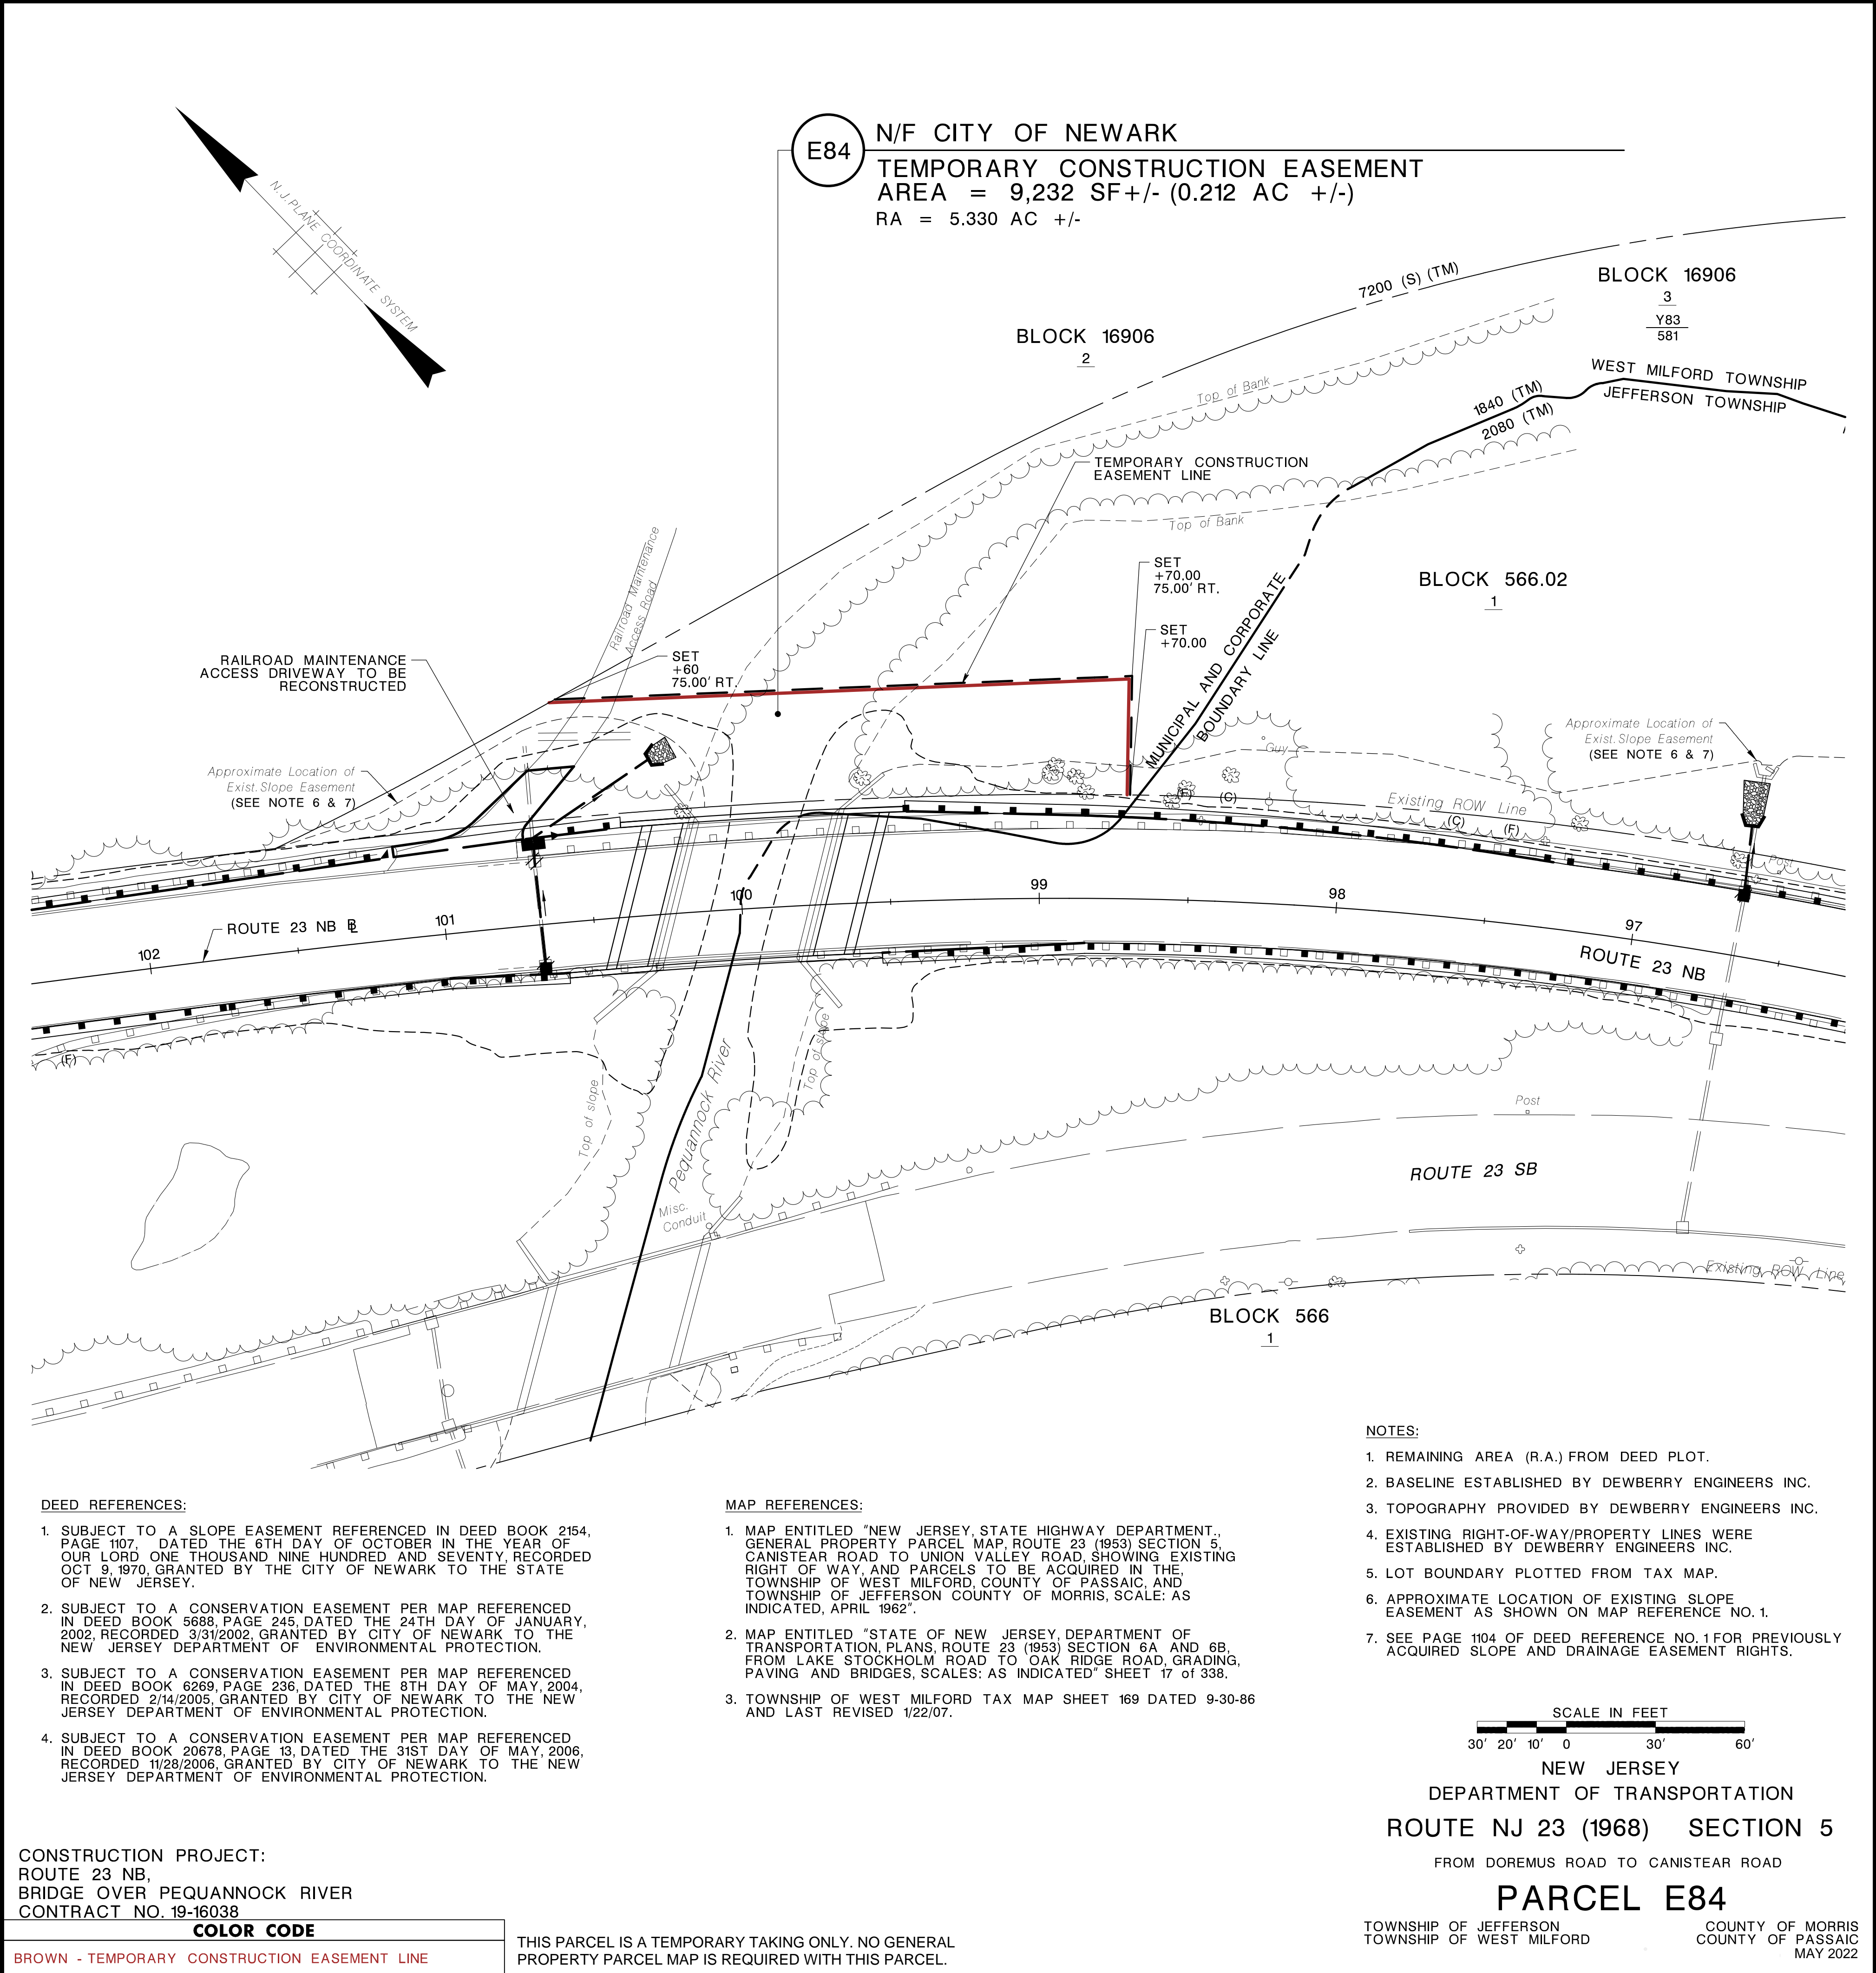 E84
N/F CITY OF NEWARK
TEMPORARY CONSTRUCTION EASEMENT
AREA = 9,232 SF+/- (0.212 AC +/-)
RA = 5.330 AC +/-
N.J. PLANE COORDINATE SYSTEM
7200 (S) (TM)
BLOCK 16906
3
Y83
581
BLOCK 16906
2
Top of Bank
WEST MILFORD TOWNSHIP
JEFFERSON TOWNSHIP
1840 (TM)
2080 (TM)
TEMPORARY CONSTRUCTION
EASEMENT LINE
Top of Bank
Railroad Maintenance
Access Road
SET
+70.00
75.00' RT.
BLOCK 566.02
1
SET
+70.00
MUNICIPAL AND CORPORATE
BOUNDARY LINE
SET
+60
75.00' RT.
RAILROAD MAINTENANCE
ACCESS DRIVEWAY TO BE
RECONSTRUCTED
Approximate Location of
Exist. Slope Easement
(SEE NOTE 6 & 7)
Guy
Approximate Location of
Exist. Slope Easement
(SEE NOTE 6 & 7)
(E)
(C)
Existing ROW Line
(C)
(F)
Post
102
101
100
99
98
97
ROUTE 23 NB BL
ROUTE 23 NB
(F)
Top of slope
Pequannock River
Top of slope
Misc.
Conduit
Post
ROUTE 23 SB
Existing ROW Line
BLOCK 566
1
DEED REFERENCES:
1. SUBJECT TO A SLOPE EASEMENT REFERENCED IN DEED BOOK 2154,
PAGE 1107, DATED THE 6TH DAY OF OCTOBER IN THE YEAR OF
OUR LORD ONE THOUSAND NINE HUNDRED AND SEVENTY, RECORDED
OCT 9, 1970, GRANTED BY THE CITY OF NEWARK TO THE STATE
OF NEW JERSEY.
2. SUBJECT TO A CONSERVATION EASEMENT PER MAP REFERENCED
IN DEED BOOK 5688, PAGE 245, DATED THE 24TH DAY OF JANUARY,
2002, RECORDED 3/31/2002, GRANTED BY CITY OF NEWARK TO THE
NEW JERSEY DEPARTMENT OF ENVIRONMENTAL PROTECTION.
3. SUBJECT TO A CONSERVATION EASEMENT PER MAP REFERENCED
IN DEED BOOK 6269, PAGE 236, DATED THE 8TH DAY OF MAY, 2004,
RECORDED 2/14/2005, GRANTED BY CITY OF NEWARK TO THE NEW
JERSEY DEPARTMENT OF ENVIRONMENTAL PROTECTION.
4. SUBJECT TO A CONSERVATION EASEMENT PER MAP REFERENCED
IN DEED BOOK 20678, PAGE 13, DATED THE 31ST DAY OF MAY, 2006,
RECORDED 11/28/2006, GRANTED BY CITY OF NEWARK TO THE NEW
JERSEY DEPARTMENT OF ENVIRONMENTAL PROTECTION.
MAP REFERENCES:
1. MAP ENTITLED "NEW JERSEY, STATE HIGHWAY DEPARTMENT.,
GENERAL PROPERTY PARCEL MAP, ROUTE 23 (1953) SECTION 5,
CANISTEAR ROAD TO UNION VALLEY ROAD, SHOWING EXISTING
RIGHT OF WAY, AND PARCELS TO BE ACQUIRED IN THE,
TOWNSHIP OF WEST MILFORD, COUNTY OF PASSAIC, AND
TOWNSHIP OF JEFFERSON COUNTY OF MORRIS, SCALE: AS
INDICATED, APRIL 1962".
2. MAP ENTITLED "STATE OF NEW JERSEY, DEPARTMENT OF
TRANSPORTATION, PLANS, ROUTE 23 (1953) SECTION 6A AND 6B,
FROM LAKE STOCKHOLM ROAD TO OAK RIDGE ROAD, GRADING,
PAVING AND BRIDGES, SCALES: AS INDICATED" SHEET 17 of 338.
3. TOWNSHIP OF WEST MILFORD TAX MAP SHEET 169 DATED 9-30-86
AND LAST REVISED 1/22/07.
NOTES:
1. REMAINING AREA (R.A.) FROM DEED PLOT.
2. BASELINE ESTABLISHED BY DEWBERRY ENGINEERS INC.
3. TOPOGRAPHY PROVIDED BY DEWBERRY ENGINEERS INC.
4. EXISTING RIGHT-OF-WAY/PROPERTY LINES WERE
ESTABLISHED BY DEWBERRY ENGINEERS INC.
5. LOT BOUNDARY PLOTTED FROM TAX MAP.
6. APPROXIMATE LOCATION OF EXISTING SLOPE
EASEMENT AS SHOWN ON MAP REFERENCE NO. 1.
7. SEE PAGE 1104 OF DEED REFERENCE NO. 1 FOR PREVIOUSLY
ACQUIRED SLOPE AND DRAINAGE EASEMENT RIGHTS.
SCALE IN FEET
30' 20' 10' 0 30' 60'
NEW JERSEY
DEPARTMENT OF TRANSPORTATION
ROUTE NJ 23 (1968) SECTION 5
FROM DOREMUS ROAD TO CANISTEAR ROAD
PARCEL E84
TOWNSHIP OF JEFFERSON COUNTY OF MORRIS
TOWNSHIP OF WEST MILFORD COUNTY OF PASSAIC
MAY 2022
CONSTRUCTION PROJECT:
ROUTE 23 NB,
BRIDGE OVER PEQUANNOCK RIVER
CONTRACT NO. 19-16038
COLOR CODE
BROWN - TEMPORARY CONSTRUCTION EASEMENT LINE
THIS PARCEL IS A TEMPORARY TAKING ONLY. NO GENERAL
PROPERTY PARCEL MAP IS REQUIRED WITH THIS PARCEL.